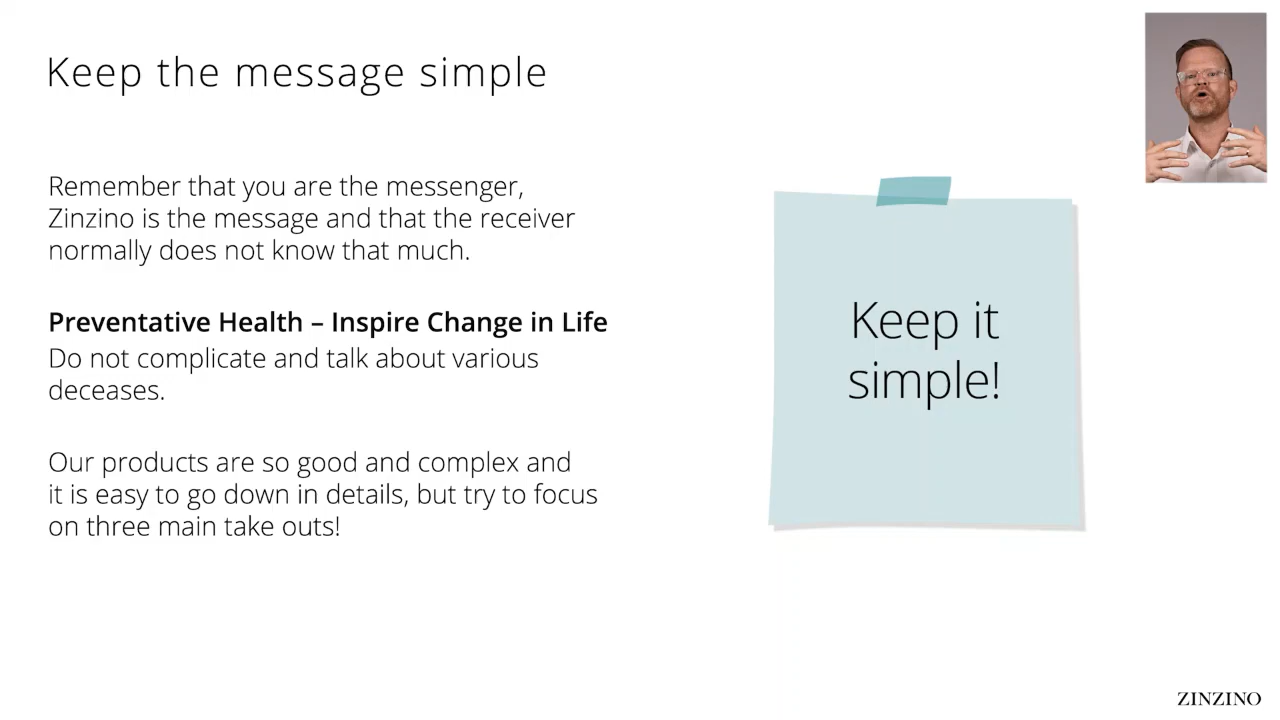 Keep the message simple
Remember that you are the messenger,
Zinzino is the message and that the receiver
normally does not know that much.
Preventative Health – Inspire Change in Life
Do not complicate and talk about various
deceases.
Our products are so good and complex and
it is easy to go down in details, but try to focus
on three main take outs!
Keep it
simple!
ZINZINO